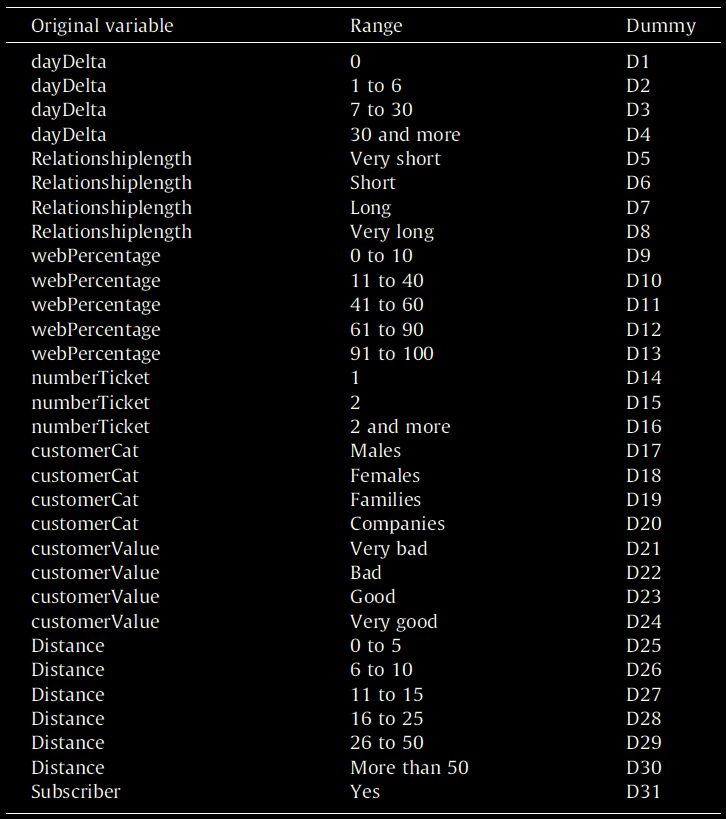 Original variable Range Dummy
dayDelta 0 D1
dayDelta 1 to 6 D2
dayDelta 7 to 30 D3
dayDelta 30 and more D4
Relationshiplength Very short D5
Relationshiplength Short D6
Relationshiplength Long D7
Relationshiplength Very long D8
webPercentage 0 to 10 D9
webPercentage 11 to 40 D10
webPercentage 41 to 60 D11
webPercentage 61 to 90 D12
webPercentage 91 to 100 D13
numberTicket 1 D14
numberTicket 2 D15
numberTicket 2 and more D16
customerCat Males D17
customerCat Females D18
customerCat Families D19
customerCat Companies D20
customerValue Very bad D21
customerValue Bad D22
customerValue Good D23
customerValue Very good D24
Distance 0 to 5 D25
Distance 6 to 10 D26
Distance 11 to 15 D27
Distance 16 to 25 D28
Distance 26 to 50 D29
Distance More than 50 D30
Subscriber Yes D31